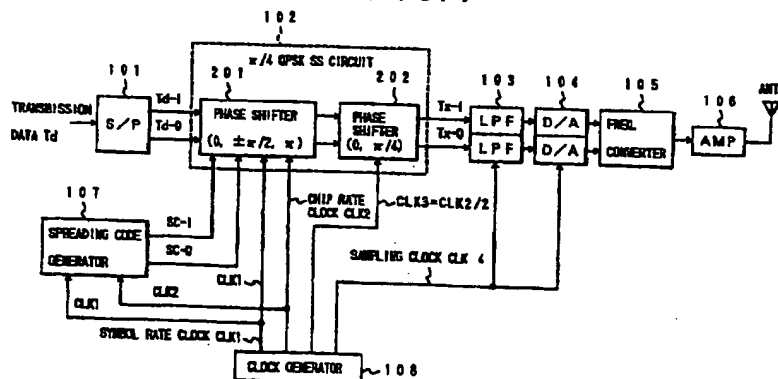 102
π/4 QPSK SS CIRCUIT
101
Td-I
Td-Q
S/P
TRANSMISSION
DATA Td
201
PHASE SHIFTER
(0, ±π/2, π)
202
PHASE
SHIFTER
(0, π/4)
Tx-I
Tx-Q
103
LPF
LPF
104
D/A
D/A
105
FREQ.
CONVERTER
106
AMP
ANT
107
SPREADING CODE
GENERATOR
SC-I
SC-Q
CHIP RATE
CLOCK CLK2
CLK3=CLK2/2
SAMPLING CLOCK CLK 4
CLK1
CLK1
CLK2
SYMBOL RATE CLOCK CLK1
CLOCK GENERATOR
108